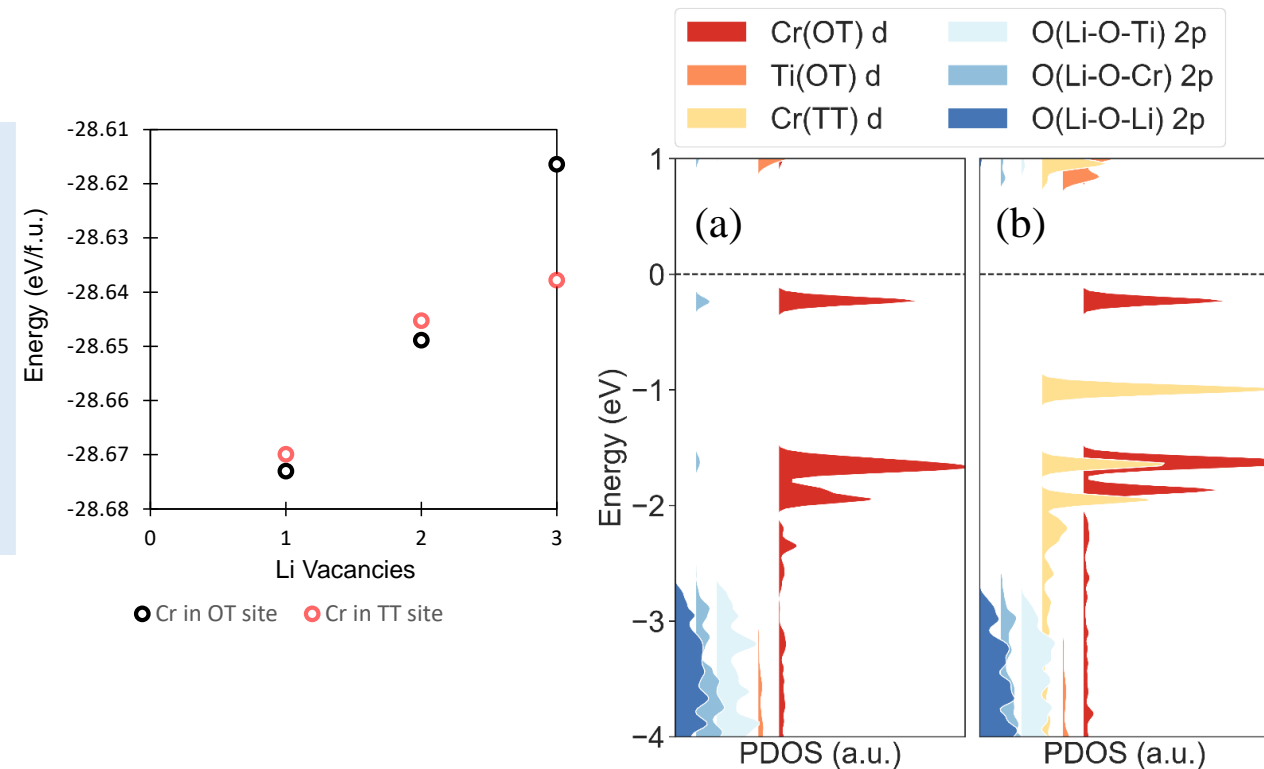 -28.61
-28.62
-28.63
-28.64
-28.65
-28.66
-28.67
-28.68
Energy (eV/f.u.)
0 1 2 3
Li Vacancies
Cr in OT site Cr in TT site
Cr(OT) d O(Li-O-Ti) 2p
Ti(OT) d O(Li-O-Cr) 2p
Cr(TT) d O(Li-O-Li) 2p
(a) (b)
1
0
−1
−2
−3
−4
Energy (eV)
PDOS (a.u.) PDOS (a.u.)